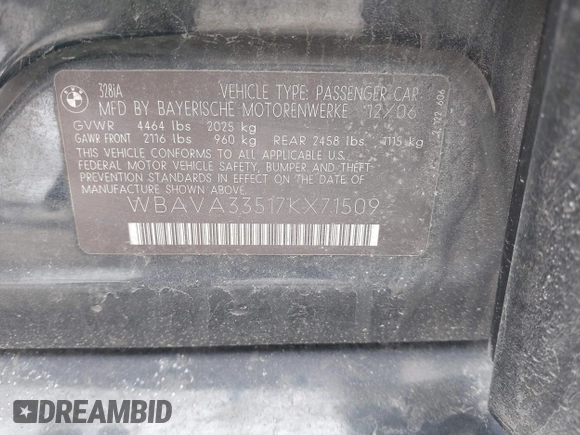 BMW
328iA VEHICLE TYPE: PASSENGER CAR
MFD BY BAYERISCHE MOTORENWERKE 12/06
GVWR 4464 lbs 2025 kg
GAWR FRONT 2116 lbs 960 kg REAR 2458 lbs 1115 kg
THIS VEHICLE CONFORMS TO ALL APPLICABLE U.S.
FEDERAL MOTOR VEHICLE SAFETY, BUMPER, AND THEFT-
PREVENTION STANDARDS IN EFFECT ON THE DATE OF
MANUFACTURE SHOWN ABOVE.
WBAVA33517KX71509
DREAMBID